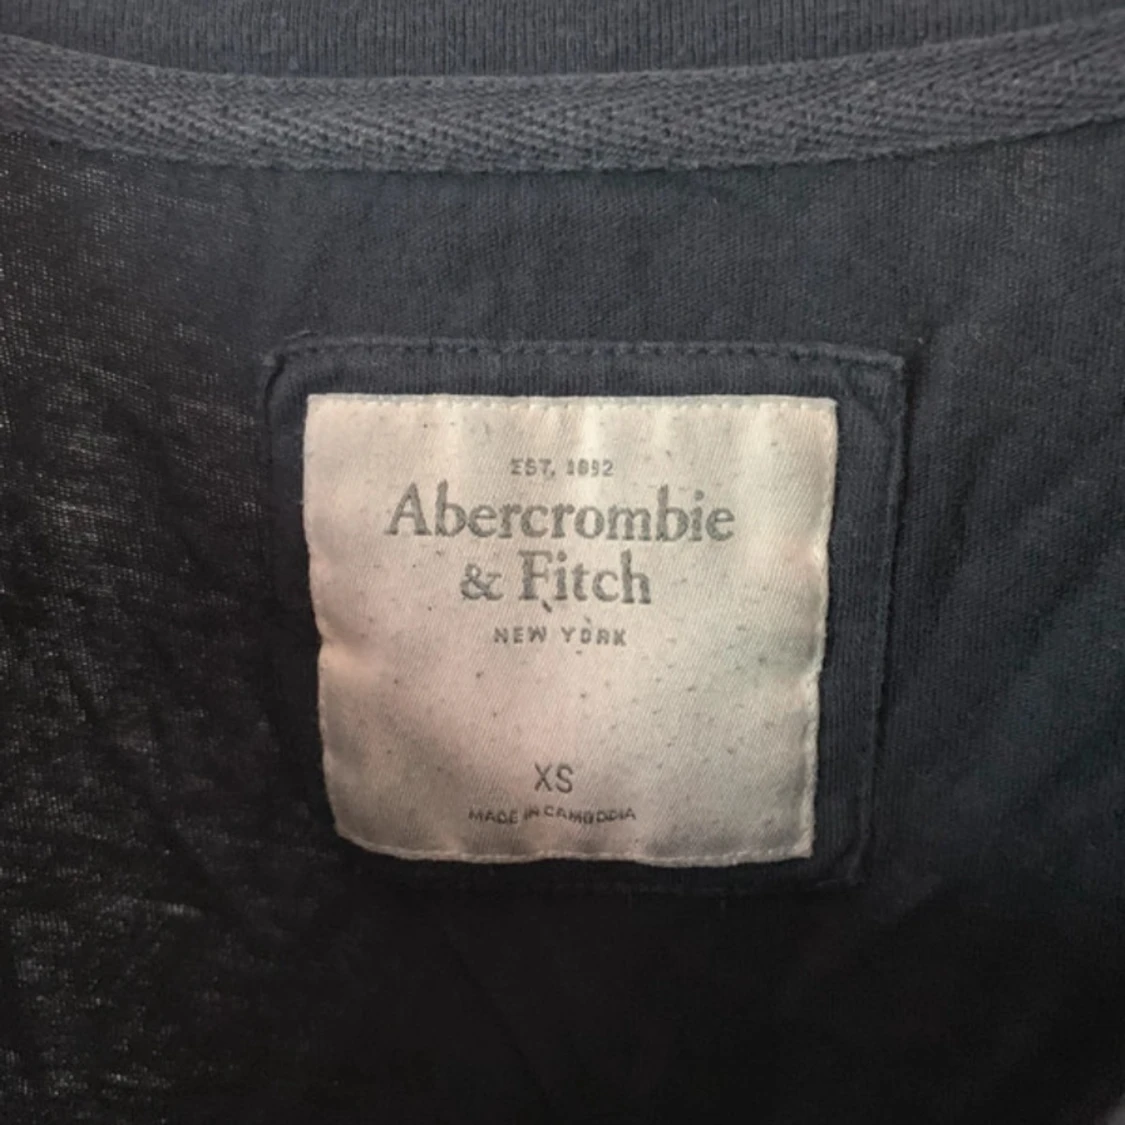 EST. 1892
Abercrombie
& Fitch
NEW YORK
XS
MADE IN CAMBODIA